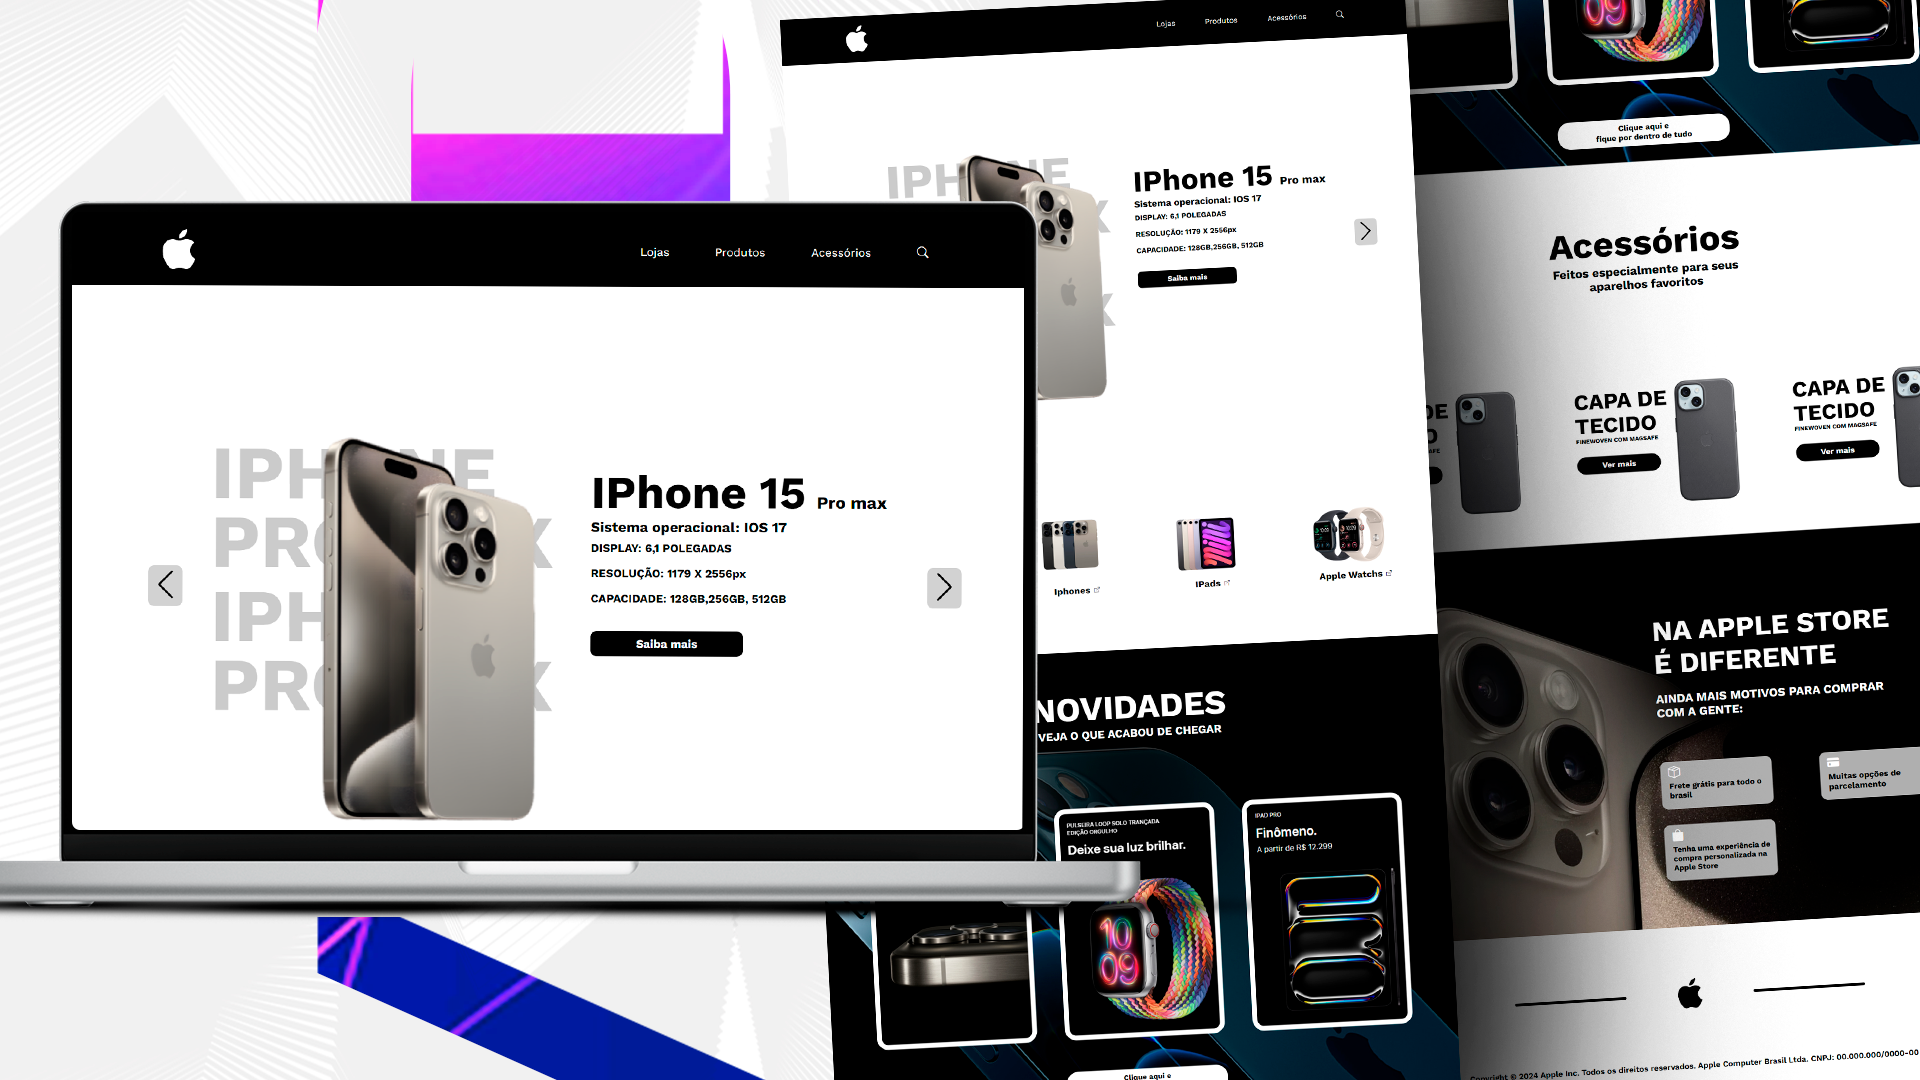 Lojas
Produtos
Acessórios
IPHONE
IPhone 15 Pro max
Sistema operacional: IOS 17
DISPLAY: 6,1 POLEGADAS
RESOLUÇÃO: 1179 X 2556px
CAPACIDADE: 128GB,256GB, 512GB
Saiba mais
Lojas
Produtos
Acessórios
IPhone 15 Pro max
Sistema operacional: IOS 17
DISPLAY: 6,1 POLEGADAS
RESOLUÇÃO: 1179 X 2556px
CAPACIDADE: 128GB,256GB, 512GB
Saiba mais
Iphones
IPads
Apple Watchs
NOVIDADES
VEJA O QUE ACABOU DE CHEGAR
PULSEIRA LOOP SOLO TRANÇADA
EDIÇÃO ORGULHO
Deixe sua luz brilhar.
10
09
IPAD PRO
Finômeno.
A partir de R$ 12.299
Clique aqui e
09
Clique aqui e
fique por dentro de tudo
Acessórios
Feitos especialmente para seus
aparelhos favoritos
DE
CAPA DE
TECIDO
FINEWOVEN COM MAGSAFE
Ver mais
CAPA DE
TECIDO
FINEWOVEN COM MAGSAFE
Ver mais
NA APPLE STORE
É DIFERENTE
AINDA MAIS MOTIVOS PARA COMPRAR
COM A GENTE:
Frete grátis para todo o
brasil
Muitas opções de
parcelamento
Tenha uma experiência de
compra personalizada na
Apple Store
Copyright © 2024 Apple Inc. Todos os direitos reservados. Apple Computer Brasil Ltda. CNPJ: 00.000.000/0000-00